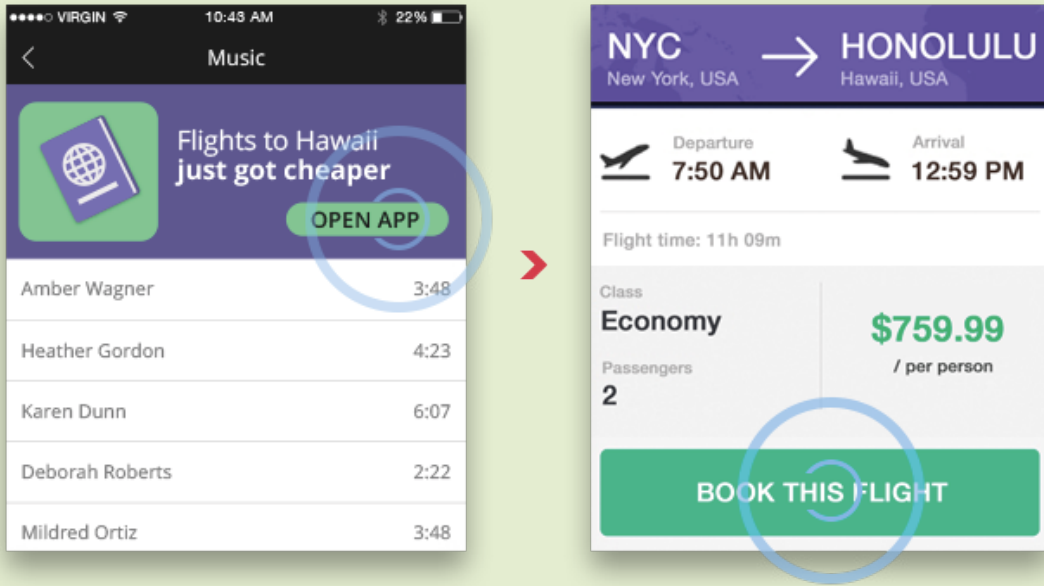 VIRGIN 10:43 AM 22%
Music
Flights to Hawaii
just got cheaper
OPEN APP
Amber Wagner 3:48
Heather Gordon 4:23
Karen Dunn 6:07
Deborah Roberts 2:22
Mildred Ortiz 3:48
NYC HONOLULU
New York, USA Hawaii, USA
Departure Arrival
7:50 AM 12:59 PM
Flight time: 11h 09m
Class
Economy
$759.99
/ per person
Passengers
2
BOOK THIS FLIGHT